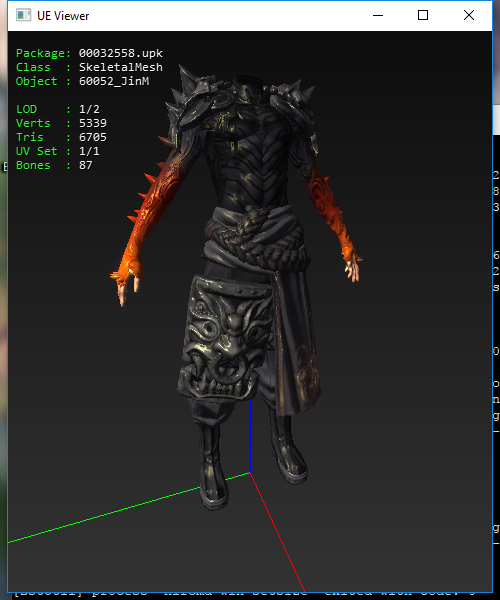 UE Viewer
Package: 00032558.upk
Class  : SkeletalMesh
Object : 60052_JinM
LOD    : 1/2
Verts  : 5339
Tris   : 6705
UV Set : 1/1
Bones  : 87